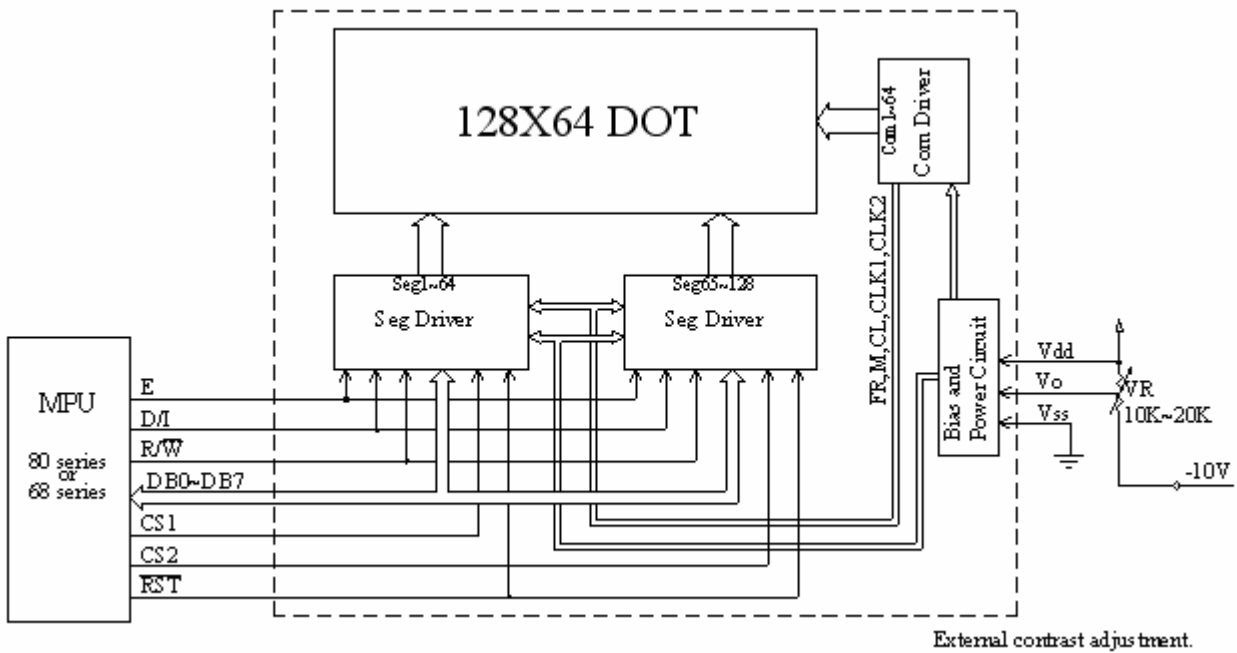 128X64 DOT
Com 1~64
Com Driver
FR,M,CL,CLK1,CLK2
Seg1~64
Seg Driver
Seg65~128
Seg Driver
Bias and
Power Circuit
Vdd
Vo
Vss
VR
10K~20K
-10V
MPU
80 series
or
68 series
E
D/I
R/W̅
DB0~DB7
CS1
CS2
R̅S̅T̅
External contrast adjustment.